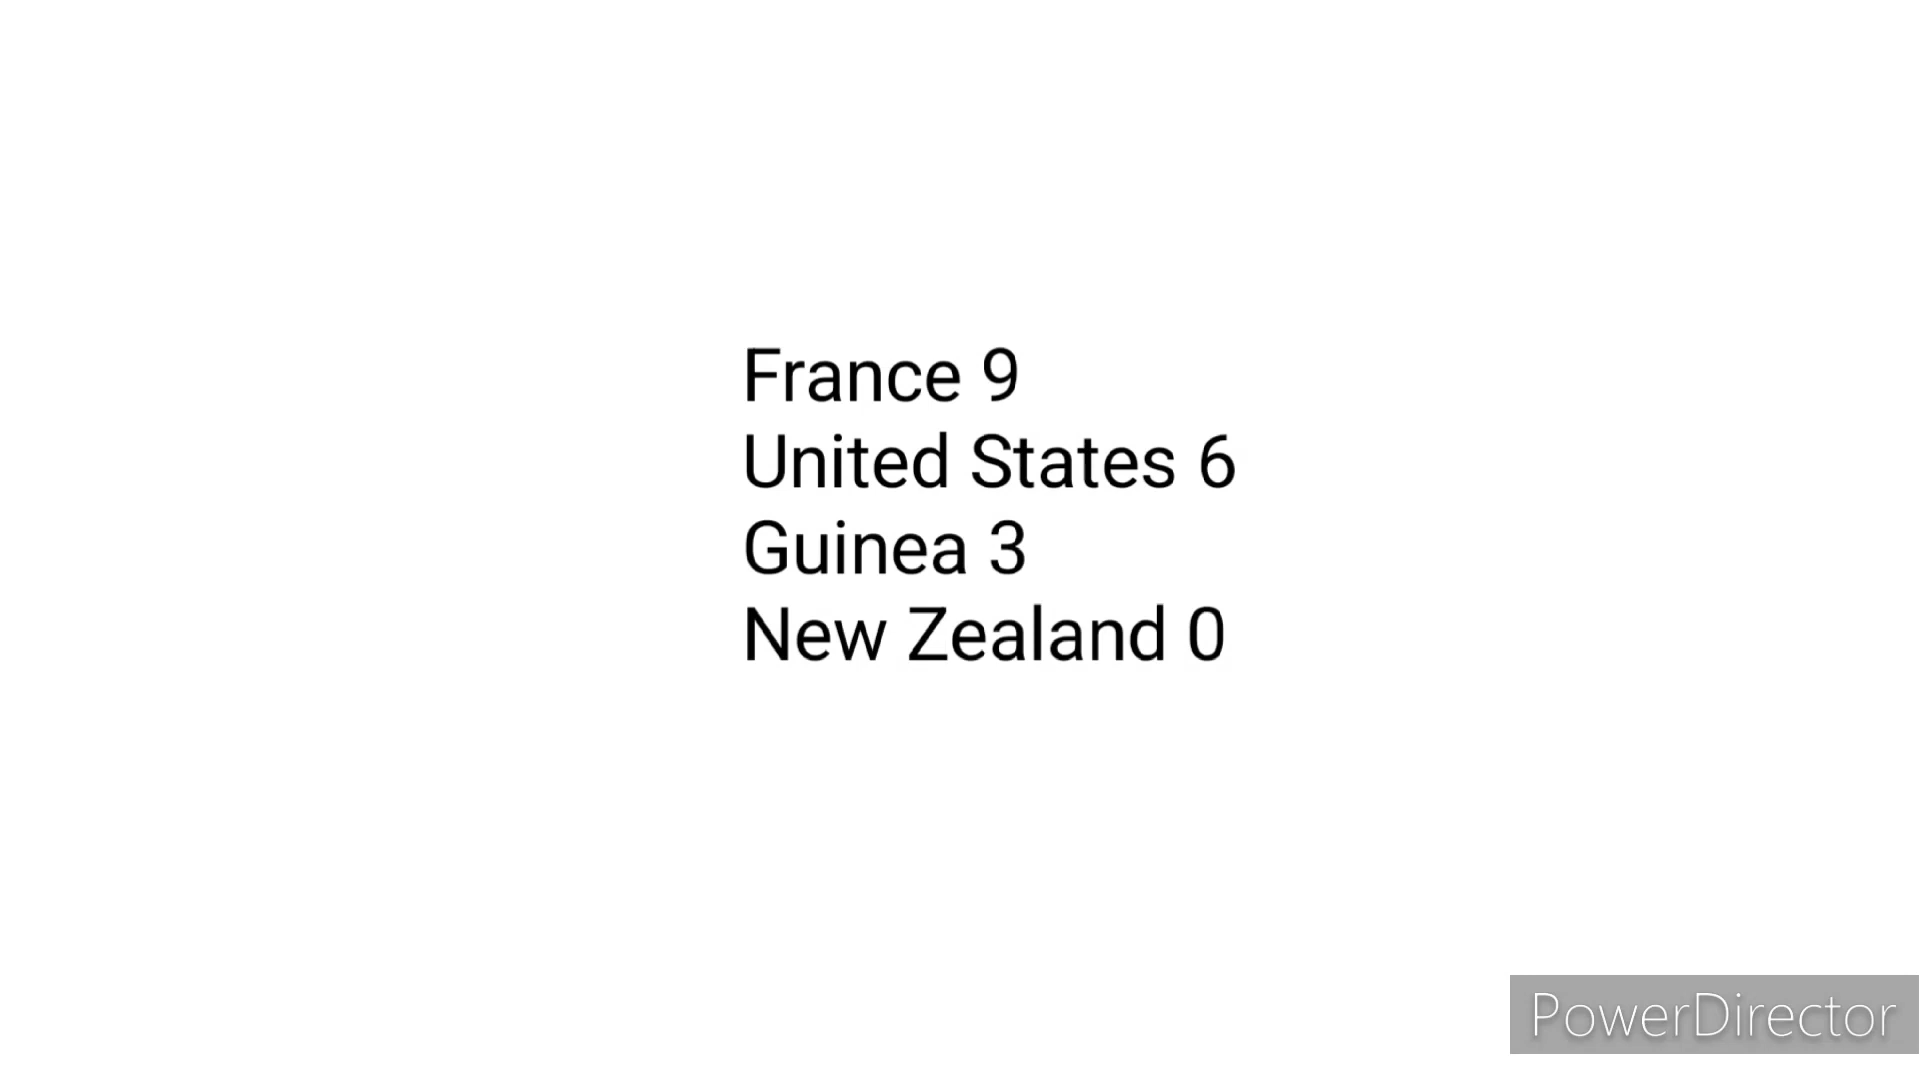 France 9
United States 6
Guinea 3
New Zealand 0
PowerDirector